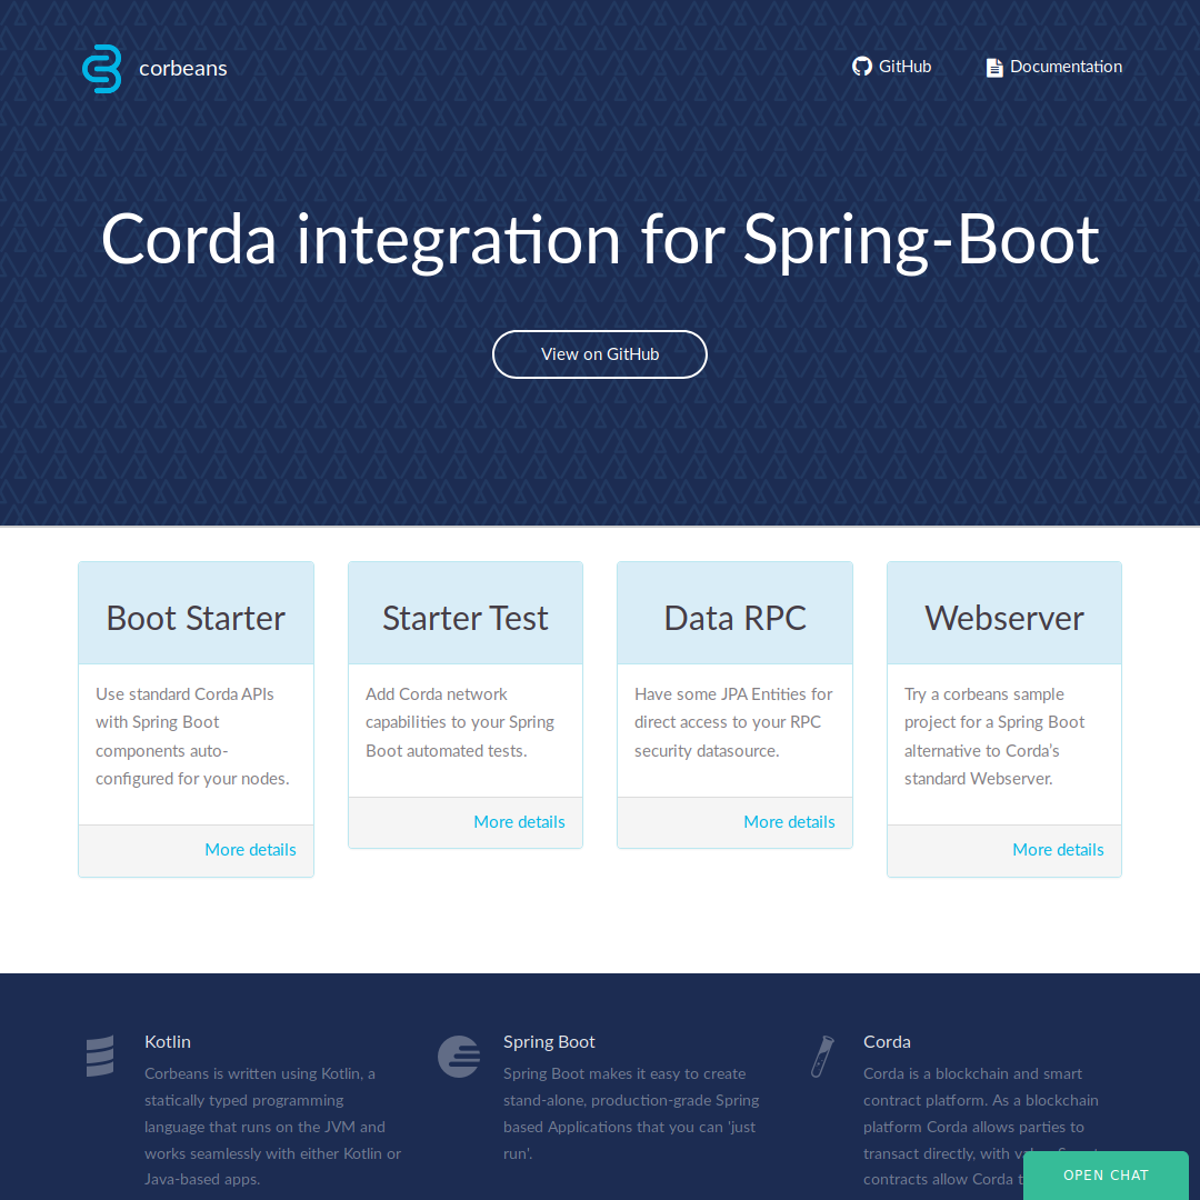 corbeans
GitHub
Documentation
Corda integration for Spring-Boot
View on GitHub
Boot Starter
Use standard Corda APIs
with Spring Boot
components auto-
configured for your nodes.
More details
Starter Test
Add Corda network
capabilities to your Spring
Boot automated tests.
More details
Data RPC
Have some JPA Entities for
direct access to your RPC
security datasource.
More details
Webserver
Try a corbeans sample
project for a Spring Boot
alternative to Corda's
standard Webserver.
More details
Kotlin
Corbeans is written using Kotlin, a
statically typed programming
language that runs on the JVM and
works seamlessly with either Kotlin or
Java-based apps.
Spring Boot
Spring Boot makes it easy to create
stand-alone, production-grade Spring
based Applications that you can 'just
run'.
Corda
Corda is a blockchain and smart
contract platform. As a blockchain
platform Corda allows parties to
transact directly, with
contracts allow Corda
OPEN CHAT